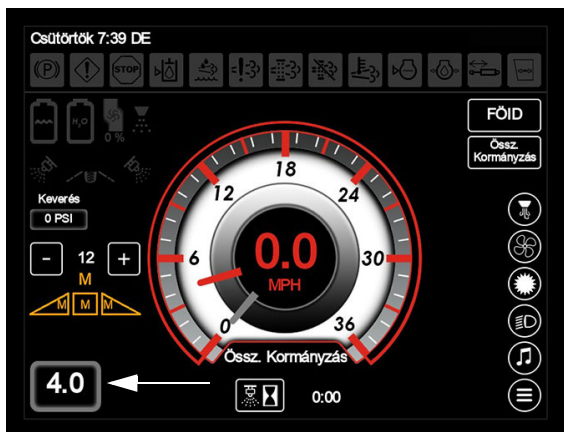 Csütörtök 7:39 DE
(P) STOP
H₂O
0 %
FÖID
Össz.
Kormányzás
Keverés
0 PSI
- 12 +
M
M M M
0 6 12 18 24 30 36
0.0
MPH
Össz. Kormányzás
4.0
0:00